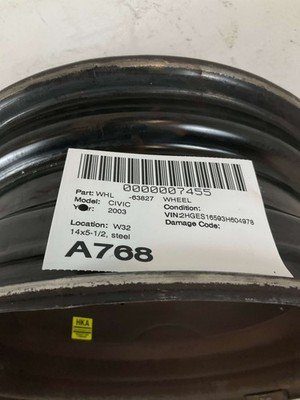 0000007455
Part: WHL -63827 WHEEL
Model: CIVIC Condition:
Year: 2003 VIN:2HGES16593H604978
Damage Code:
Location: W32
14x5-1/2, steel
A768
HKA